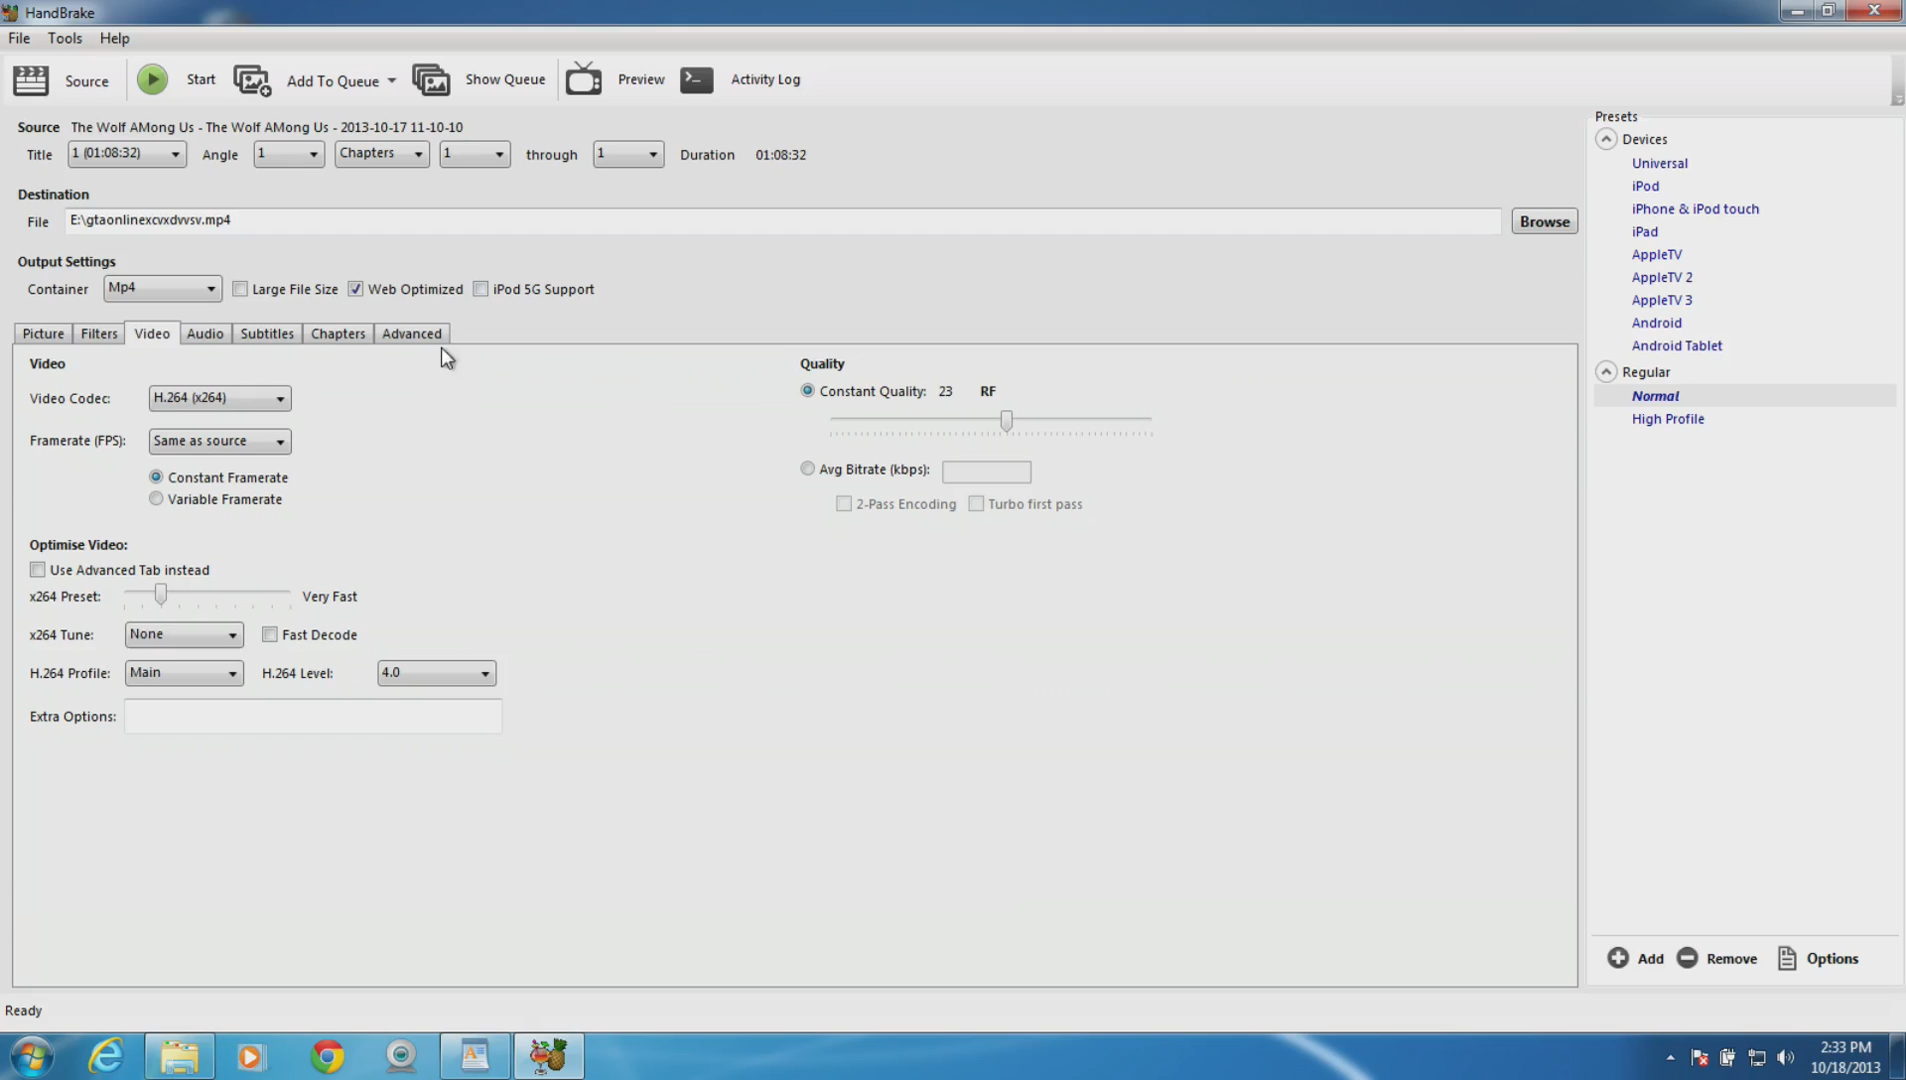 HandBrake
File Tools Help
Source Start Add To Queue Show Queue Preview Activity Log
Source The Wolf AMong Us - The Wolf AMong Us - 2013-10-17 11-10-10
Title 1 (01:08:32) Angle 1 Chapters 1 through 1 Duration 01:08:32
Destination
File E:\gtaonlinexcvxdvvsv.mp4 Browse
Output Settings
Container Mp4 Large File Size Web Optimized iPod 5G Support
Picture Filters Video Audio Subtitles Chapters Advanced
Video
Video Codec: H.264 (x264)
Framerate (FPS): Same as source
Constant Framerate
Variable Framerate
Optimise Video:
Use Advanced Tab instead
x264 Preset: Very Fast
x264 Tune: None Fast Decode
H.264 Profile: Main H.264 Level: 4.0
Extra Options:
Quality
Constant Quality: 23 RF
Avg Bitrate (kbps):
2-Pass Encoding Turbo first pass
Presets
Devices
Universal
iPod
iPhone & iPod touch
iPad
AppleTV
AppleTV 2
AppleTV 3
Android
Android Tablet
Regular
Normal
High Profile
Add Remove Options
Ready
2:33 PM
10/18/2013